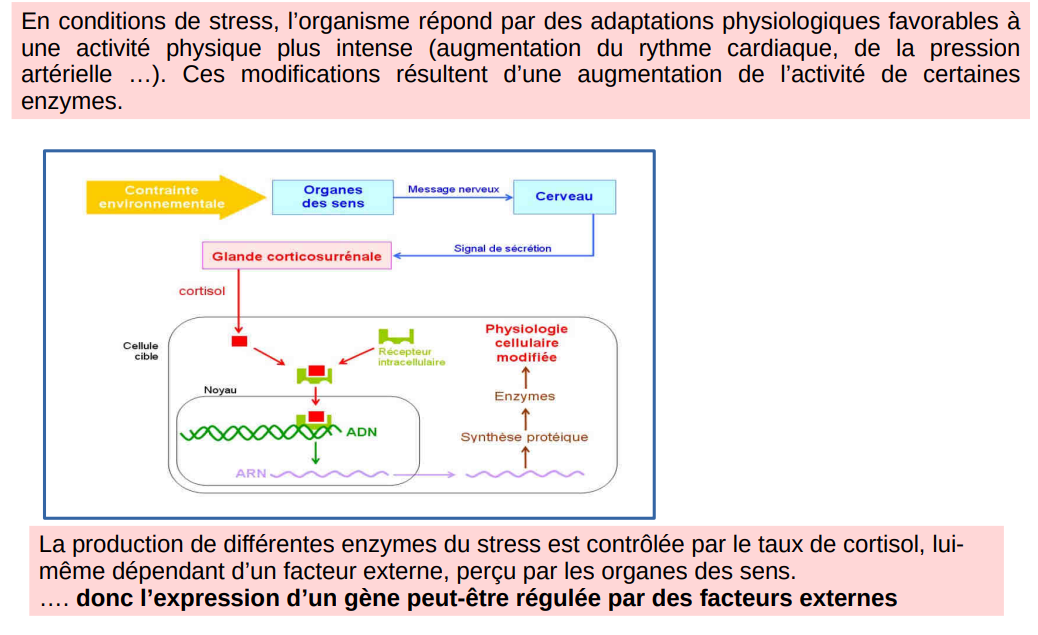 En conditions de stress, l’organisme répond par des adaptations physiologiques favorables à
une activité physique plus intense (augmentation du rythme cardiaque, de la pression
artérielle …). Ces modifications résultent d’une augmentation de l’activité de certaines
enzymes.
Contrainte
environnementale
Organes
des sens
Message nerveux
Cerveau
Signal de sécrétion
Glande corticosurrénale
cortisol
Cellule
cible
Récepteur
intracellulaire
Physiologie
cellulaire
modifiée
Noyau
Enzymes
ADN
Synthèse protéique
ARN
La production de différentes enzymes du stress est contrôlée par le taux de cortisol, lui-
même dépendant d’un facteur externe, perçu par les organes des sens.
…. donc l’expression d’un gène peut-être régulée par des facteurs externes